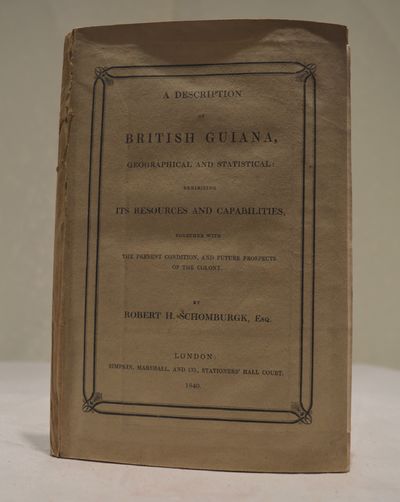 A DESCRIPTION
OF
BRITISH GUIANA,
GEOGRAPHICAL AND STATISTICAL:
EXHIBITING
ITS RESOURCES AND CAPABILITIES,
TOGETHER WITH
THE PRESENT CONDITION, AND FUTURE PROSPECTS
OF THE COLONY.
BY
ROBERT H. SCHOMBURGK, ESQ.
LONDON:
SIMPKIN, MARSHALL, AND CO., STATIONERS' HALL COURT.
1840.